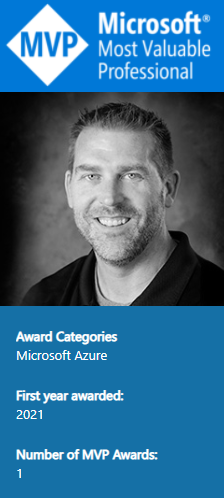 MVP
Microsoft®
Most Valuable
Professional
Award Categories
Microsoft Azure
First year awarded:
2021
Number of MVP Awards:
1